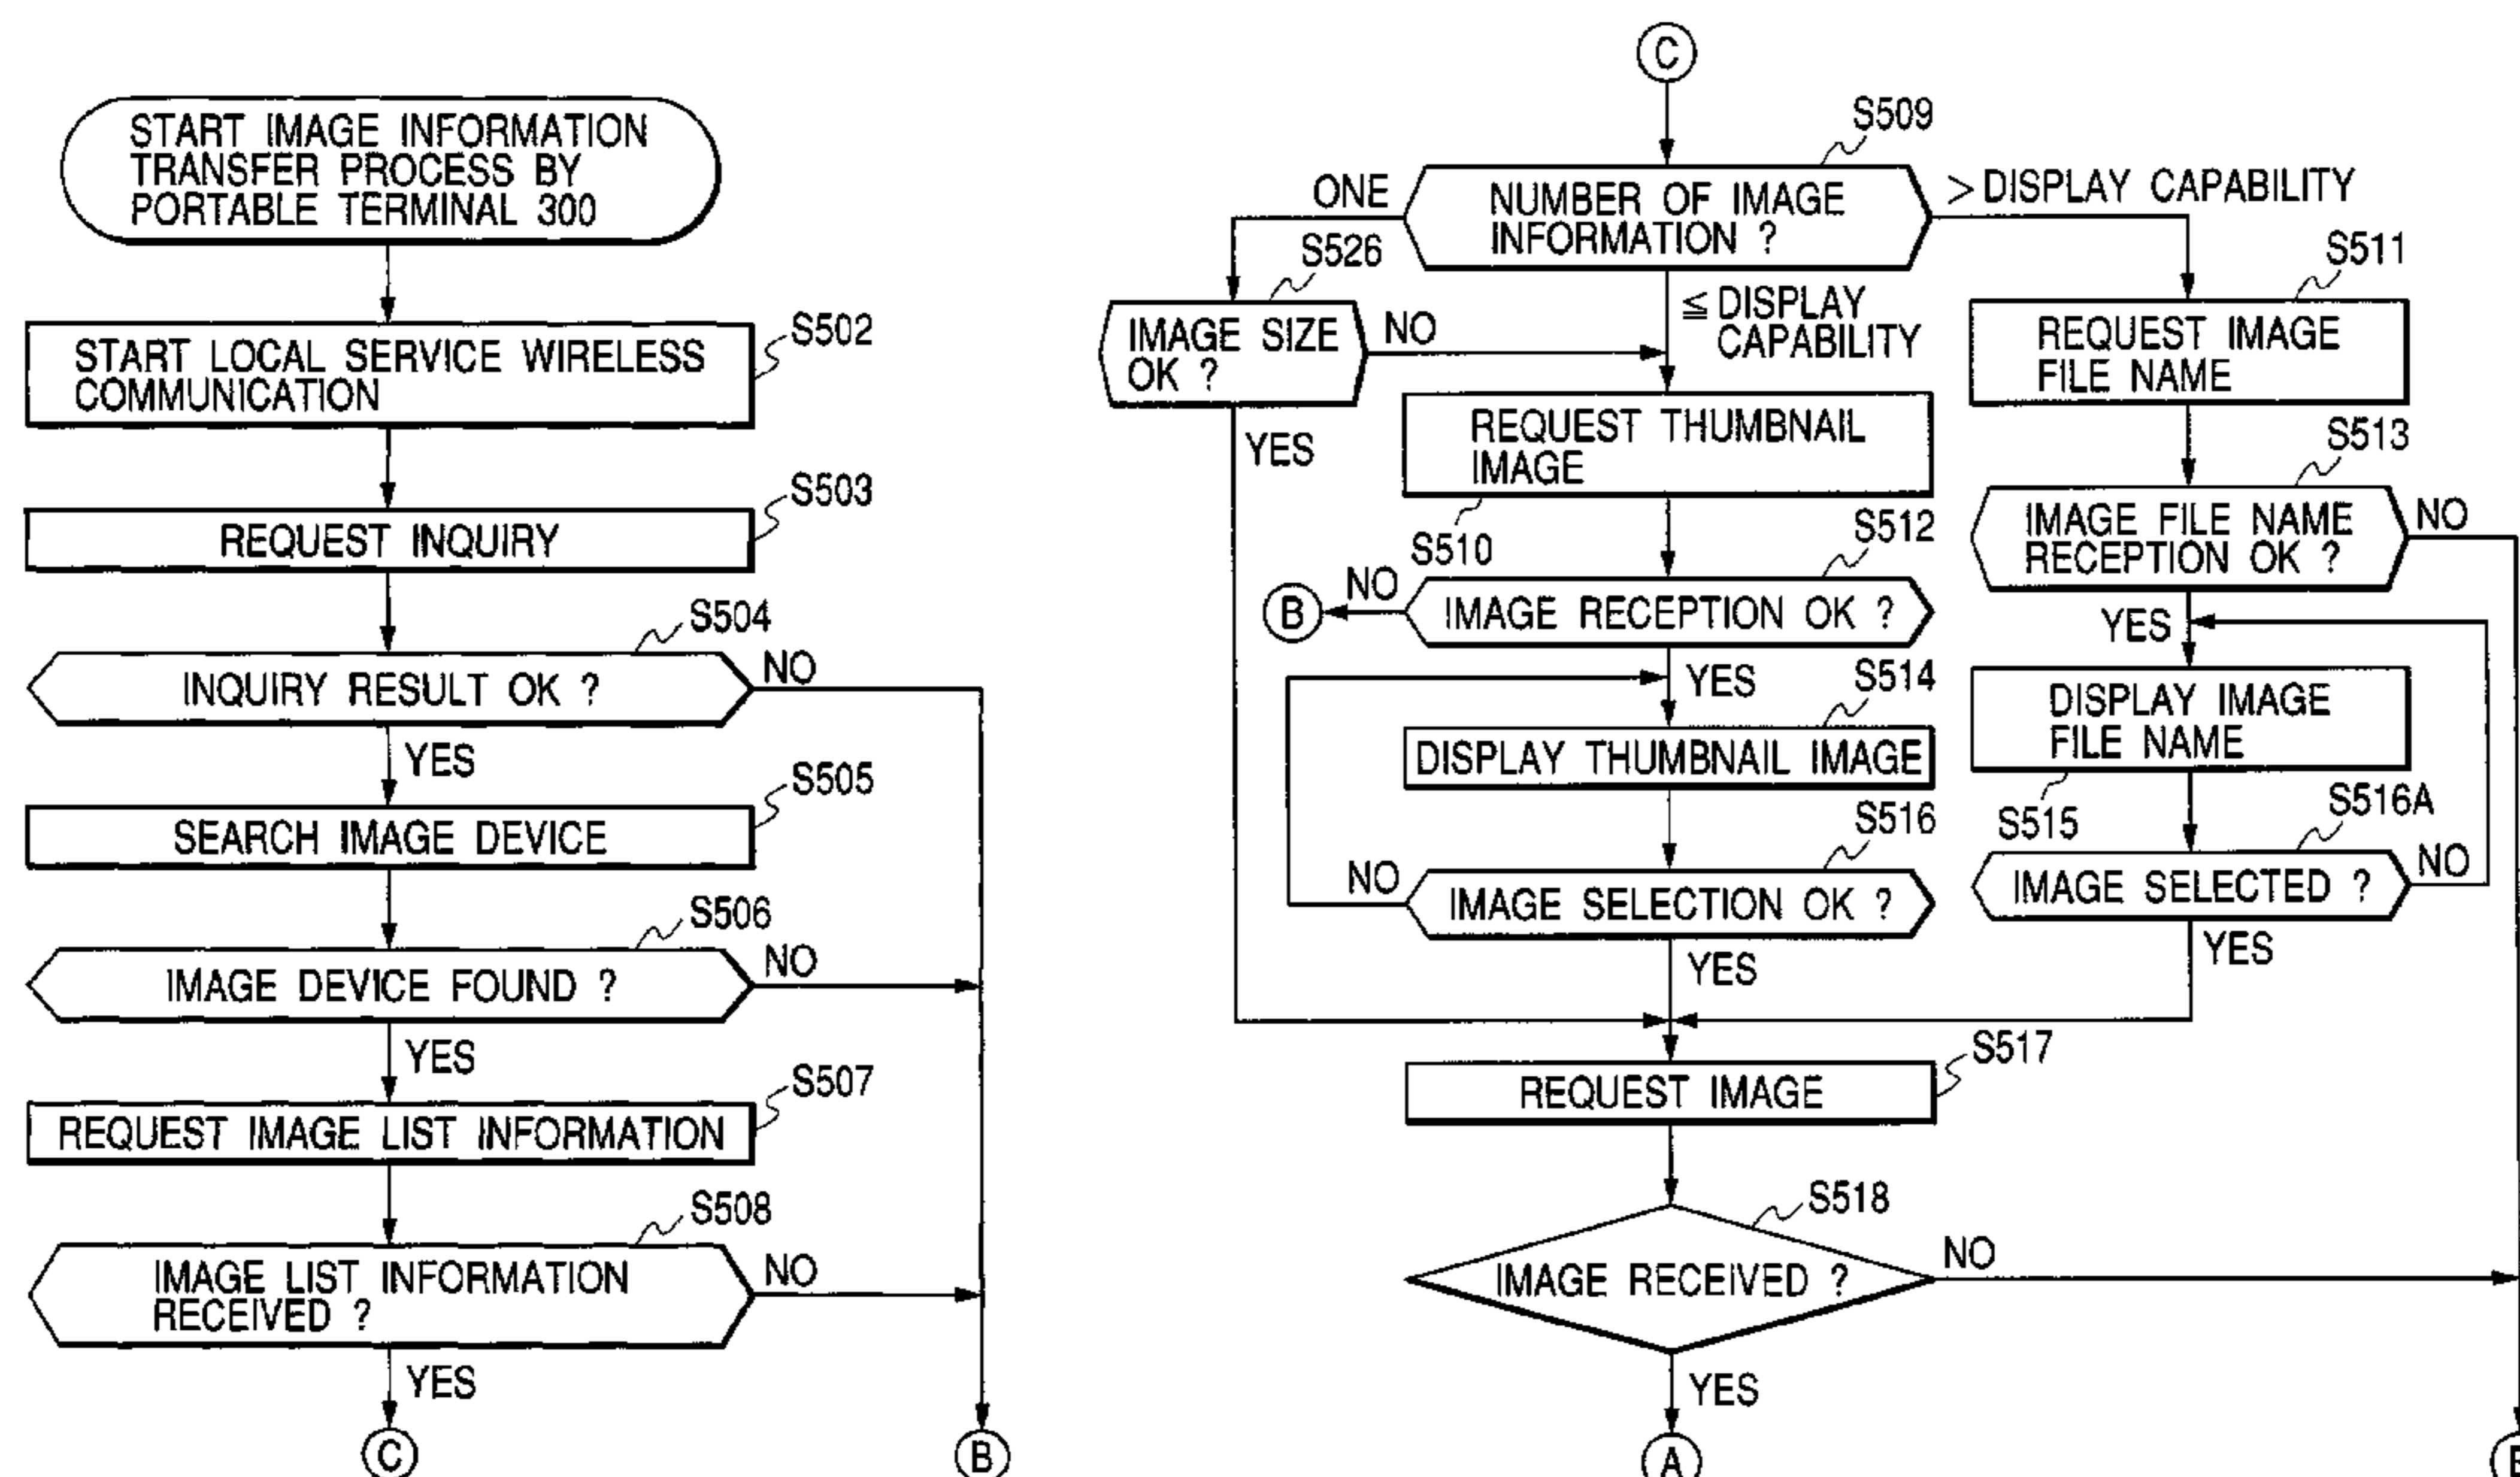 START IMAGE INFORMATION
TRANSFER PROCESS BY
PORTABLE TERMINAL 300
S502
START LOCAL SERVICE WIRELESS
COMMUNICATION
S503
REQUEST INQUIRY
S504
INQUIRY RESULT OK ?
NO
YES
S505
SEARCH IMAGE DEVICE
S506
IMAGE DEVICE FOUND ?
NO
YES
S507
REQUEST IMAGE LIST INFORMATION
S508
IMAGE LIST INFORMATION
RECEIVED ?
NO
YES
C
B
C
S509
NUMBER OF IMAGE
INFORMATION ?
ONE
> DISPLAY CAPABILITY
≦ DISPLAY
CAPABILITY
S526
IMAGE SIZE
OK ?
NO
YES
REQUEST THUMBNAIL
IMAGE
S510
S512
IMAGE RECEPTION OK ?
NO
B
YES
S514
DISPLAY THUMBNAIL IMAGE
S516
IMAGE SELECTION OK ?
NO
YES
S511
REQUEST IMAGE
FILE NAME
S513
IMAGE FILE NAME
RECEPTION OK ?
NO
YES
DISPLAY IMAGE
FILE NAME
S515
S516A
IMAGE SELECTED ?
NO
YES
S517
REQUEST IMAGE
S518
IMAGE RECEIVED ?
NO
YES
A